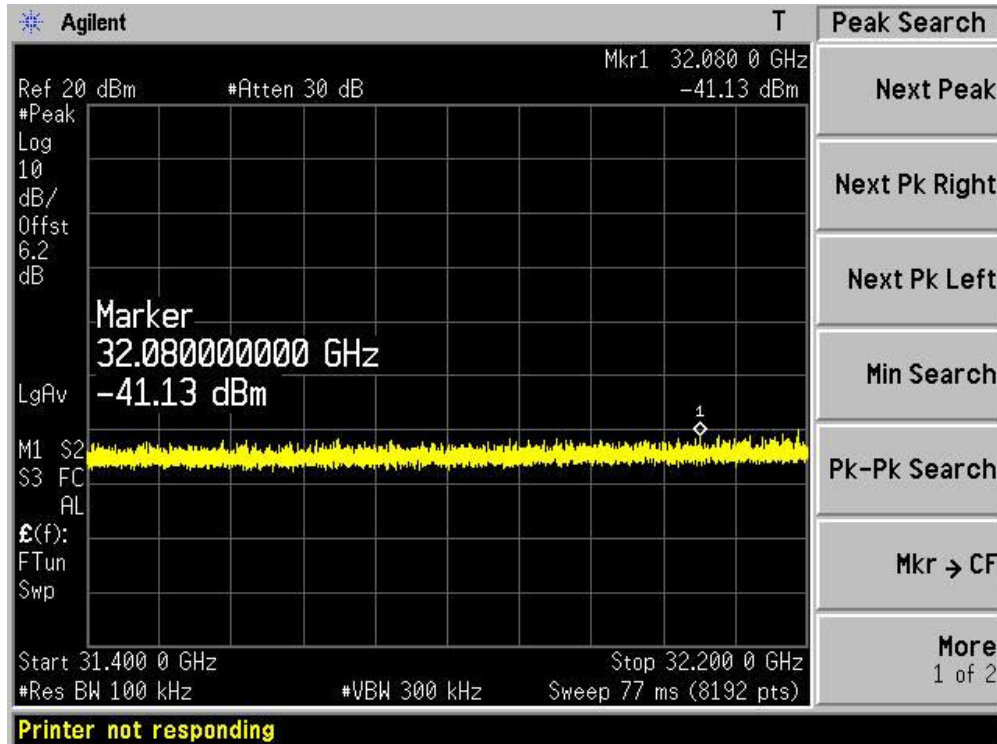 Agilent T Peak Search
Mkr1 32.080 0 GHz
Ref 20 dBm #Atten 30 dB -41.13 dBm
#Peak
Log
10
dB/
Offst
6.2
dB
Marker
32.080000000 GHz
-41.13 dBm
LgAv
1
M1 S2
S3 FC
AL
£(f):
FTun
Swp
Start 31.400 0 GHz Stop 32.200 0 GHz
#Res BW 100 kHz #VBW 300 kHz Sweep 77 ms (8192 pts)
Printer not responding
Next Peak
Next Pk Right
Next Pk Left
Min Search
Pk-Pk Search
Mkr → CF
More
1 of 2